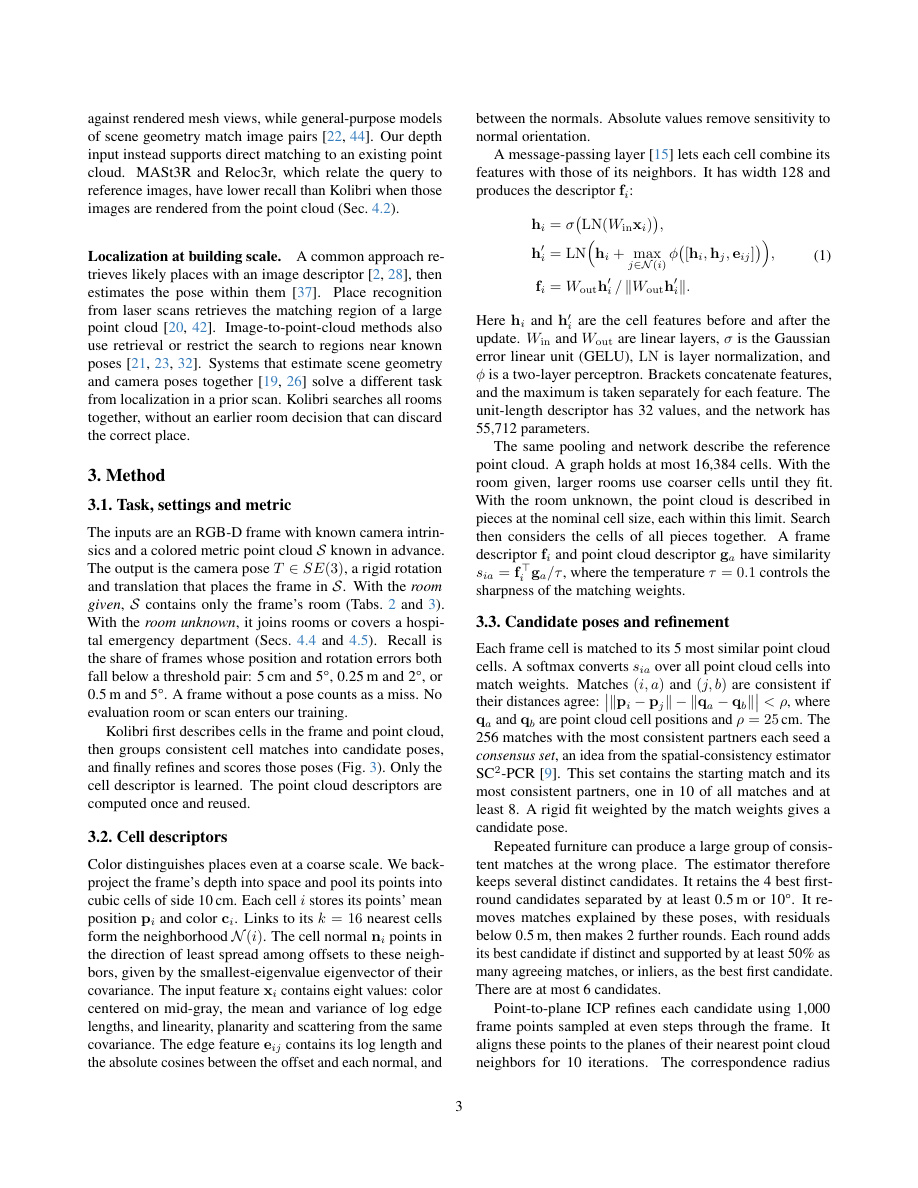 against rendered mesh views, while general-purpose models
of scene geometry match image pairs [22, 44]. Our depth
input instead supports direct matching to an existing point
cloud. MASt3R and Reloc3r, which relate the query to
reference images, have lower recall than Kolibri when those
images are rendered from the point cloud (Sec. 4.2).
Localization at building scale. A common approach re-
trieves likely places with an image descriptor [2, 28], then
estimates the pose within them [37]. Place recognition
from laser scans retrieves the matching region of a large
point cloud [20, 42]. Image-to-point-cloud methods also
use retrieval or restrict the search to regions near known
poses [21, 23, 32]. Systems that estimate scene geometry
and camera poses together [19, 26] solve a different task
from localization in a prior scan. Kolibri searches all rooms
together, without an earlier room decision that can discard
the correct place.
3. Method
3.1. Task, settings and metric
The inputs are an RGB-D frame with known camera intrin-
sics and a colored metric point cloud S known in advance.
The output is the camera pose T ∈ SE(3), a rigid rotation
and translation that places the frame in S. With the room
given, S contains only the frame's room (Tabs. 2 and 3).
With the room unknown, it joins rooms or covers a hospi-
tal emergency department (Secs. 4.4 and 4.5). Recall is
the share of frames whose position and rotation errors both
fall below a threshold pair: 5 cm and 5°, 0.25 m and 2°, or
0.5 m and 5°. A frame without a pose counts as a miss. No
evaluation room or scan enters our training.
Kolibri first describes cells in the frame and point cloud,
then groups consistent cell matches into candidate poses,
and finally refines and scores those poses (Fig. 3). Only the
cell descriptor is learned. The point cloud descriptors are
computed once and reused.
3.2. Cell descriptors
Color distinguishes places even at a coarse scale. We back-
project the frame's depth into space and pool its points into
cubic cells of side 10 cm. Each cell i stores its points' mean
position pᵢ and color cᵢ. Links to its k = 16 nearest cells
form the neighborhood N(i). The cell normal nᵢ points in
the direction of least spread among offsets to these neigh-
bors, given by the smallest-eigenvalue eigenvector of their
covariance. The input feature xᵢ contains eight values: color
centered on mid-gray, the mean and variance of log edge
lengths, and linearity, planarity and scattering from the same
covariance. The edge feature eᵢⱼ contains its log length and
the absolute cosines between the offset and each normal, and
between the normals. Absolute values remove sensitivity to
normal orientation.
A message-passing layer [15] lets each cell combine its
features with those of its neighbors. It has width 128 and
produces the descriptor fᵢ:
hᵢ = σ(LN(W_in xᵢ)),
h′ᵢ = LN(hᵢ + max_{j∈N(i)} φ([hᵢ, hⱼ, eᵢⱼ])), (1)
fᵢ = W_out h′ᵢ / ‖W_out h′ᵢ‖.
Here hᵢ and h′ᵢ are the cell features before and after the
update. W_in and W_out are linear layers, σ is the Gaussian
error linear unit (GELU), LN is layer normalization, and
φ is a two-layer perceptron. Brackets concatenate features,
and the maximum is taken separately for each feature. The
unit-length descriptor has 32 values, and the network has
55,712 parameters.
The same pooling and network describe the reference
point cloud. A graph holds at most 16,384 cells. With the
room given, larger rooms use coarser cells until they fit.
With the room unknown, the point cloud is described in
pieces at the nominal cell size, each within this limit. Search
then considers the cells of all pieces together. A frame
descriptor fᵢ and point cloud descriptor gₐ have similarity
sᵢₐ = fᵢ⊤gₐ/τ, where the temperature τ = 0.1 controls the
sharpness of the matching weights.
3.3. Candidate poses and refinement
Each frame cell is matched to its 5 most similar point cloud
cells. A softmax converts sᵢₐ over all point cloud cells into
match weights. Matches (i, a) and (j, b) are consistent if
their distances agree: |‖pᵢ − pⱼ‖ − ‖qₐ − q_b‖| < ρ, where
qₐ and q_b are point cloud cell positions and ρ = 25 cm. The
256 matches with the most consistent partners each seed a
consensus set, an idea from the spatial-consistency estimator
SC²-PCR [9]. This set contains the starting match and its
most consistent partners, one in 10 of all matches and at
least 8. A rigid fit weighted by the match weights gives a
candidate pose.
Repeated furniture can produce a large group of consis-
tent matches at the wrong place. The estimator therefore
keeps several distinct candidates. It retains the 4 best first-
round candidates separated by at least 0.5 m or 10°. It re-
moves matches explained by these poses, with residuals
below 0.5 m, then makes 2 further rounds. Each round adds
its best candidate if distinct and supported by at least 50% as
many agreeing matches, or inliers, as the best first candidate.
There are at most 6 candidates.
Point-to-plane ICP refines each candidate using 1,000
frame points sampled at even steps through the frame. It
aligns these points to the planes of their nearest point cloud
neighbors for 10 iterations. The correspondence radius
3